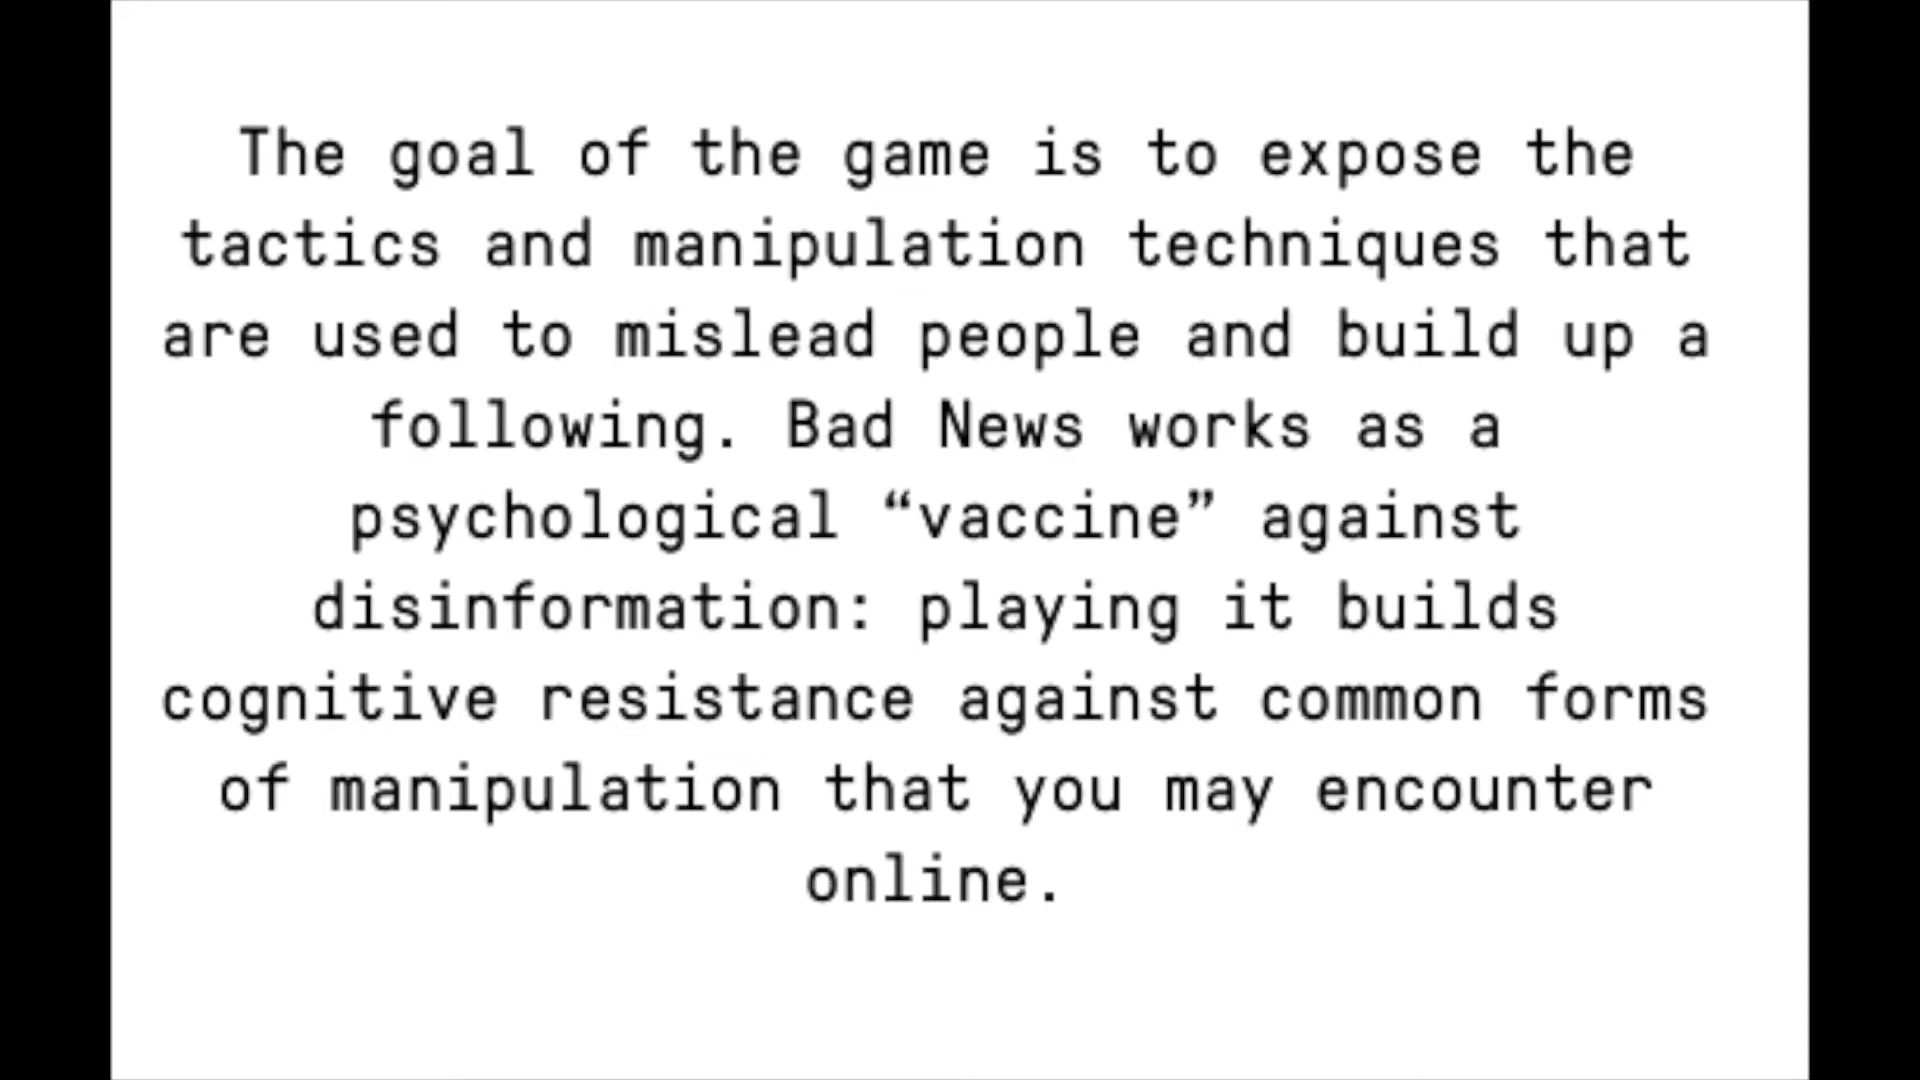 The goal of the game is to expose the
tactics and manipulation techniques that
are used to mislead people and build up a
following. Bad News works as a
psychological “vaccine” against
disinformation: playing it builds
cognitive resistance against common forms
of manipulation that you may encounter
online.